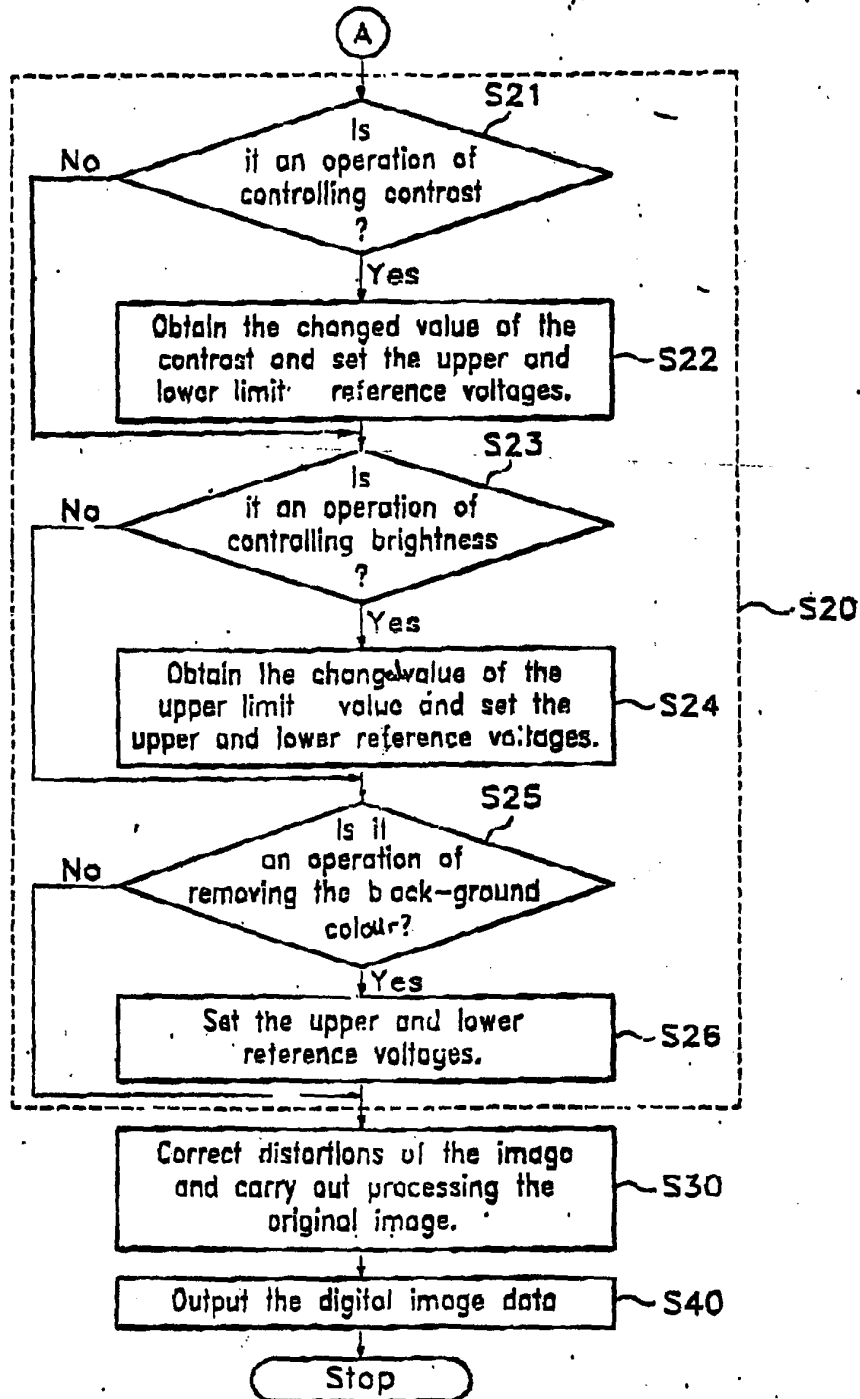 A
S21
Is
it an operation of
controlling contrast
?
No
Yes
Obtain the changed value of the
contrast and set the upper and
lower limit reference voltages.
S22
S23
Is
it an operation of
controlling brightness
?
No
Yes
S20
Obtain the changed value of the
upper limit value and set the
upper and lower reference voltages.
S24
S25
Is it
an operation of
removing the back-ground
colour?
No
Yes
Set the upper and lower
reference voltages.
S26
Correct distortions of the image
and carry out processing the
original image.
S30
Output the digital image data
S40
Stop